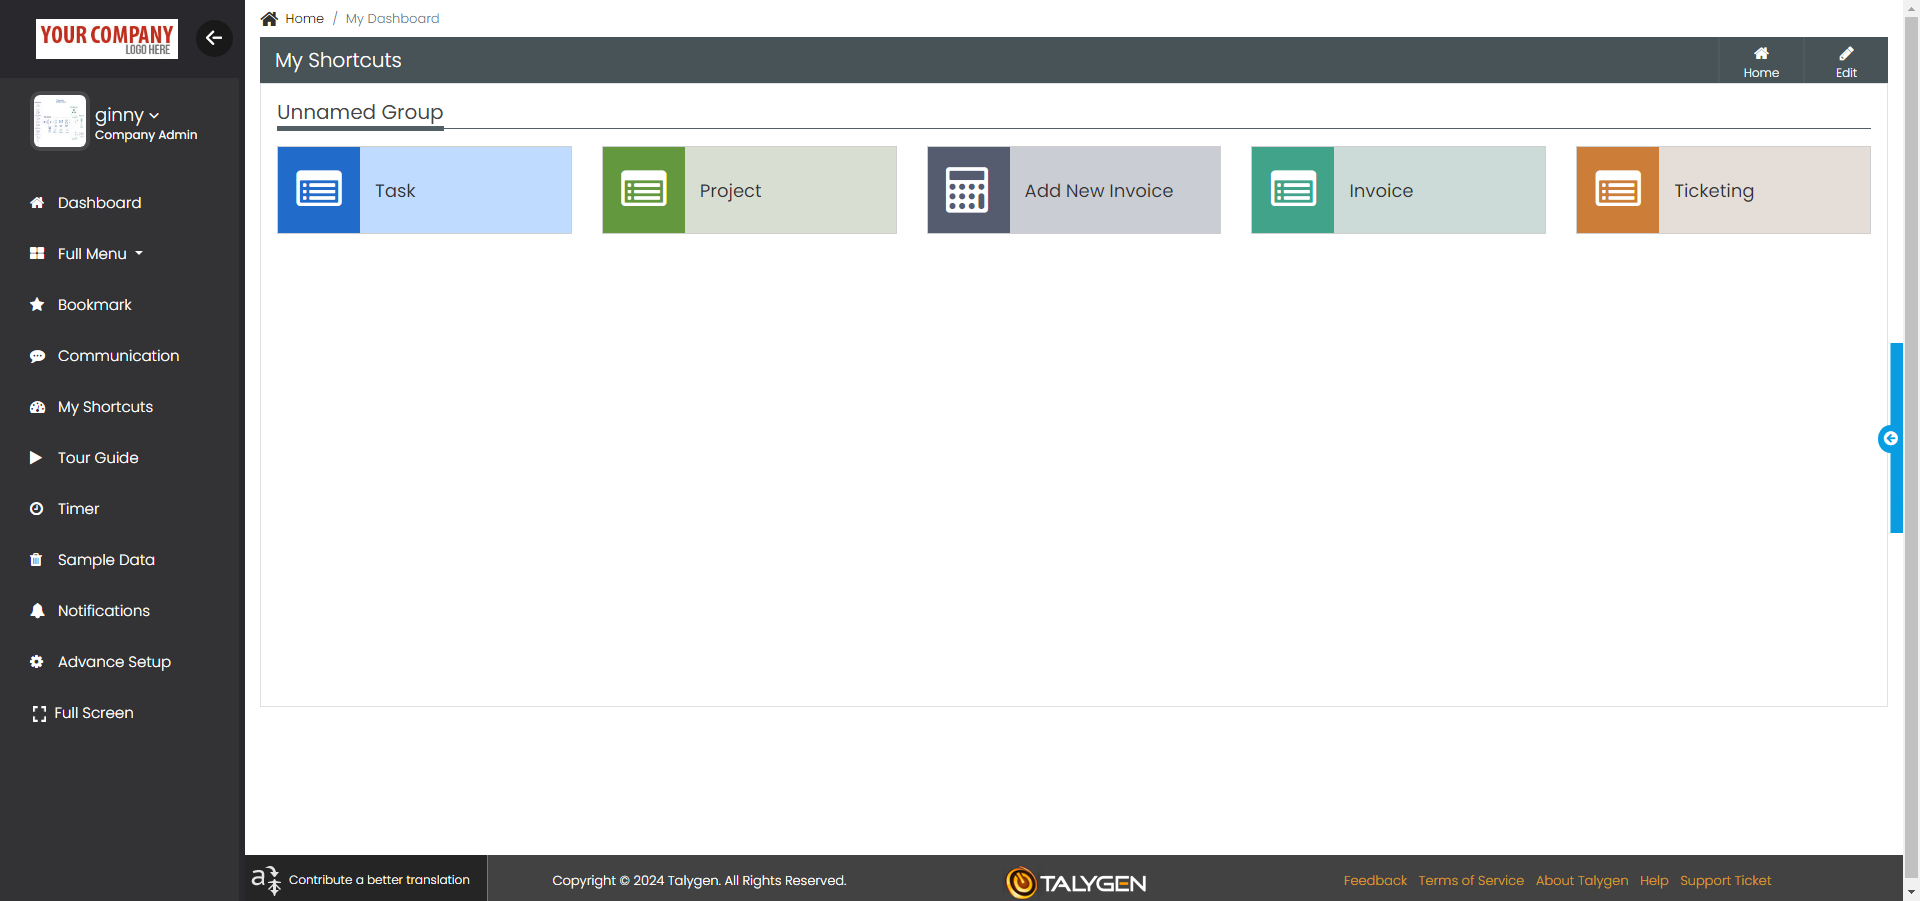 YOUR COMPANY
LOGO HERE
Home / My Dashboard
My Shortcuts
Home
Edit
ginny
Company Admin
Unnamed Group
Task
Project
Add New Invoice
Invoice
Ticketing
Dashboard
Full Menu
Bookmark
Communication
My Shortcuts
Tour Guide
Timer
Sample Data
Notifications
Advance Setup
Full Screen
Contribute a better translation
Copyright © 2024 Talygen. All Rights Reserved.
TALYGEN
Feedback Terms of Service About Talygen Help Support Ticket